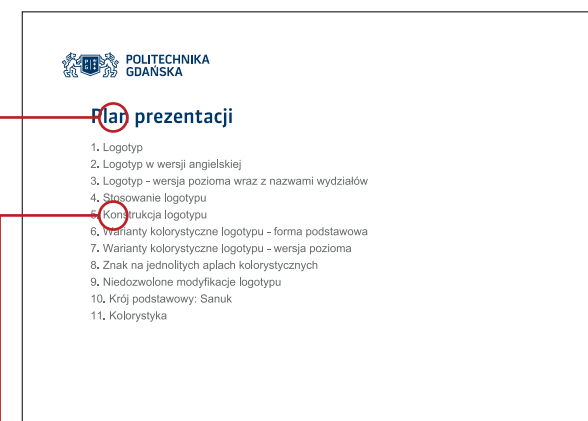 POLITECHNIKA
GDAŃSKA
Plan prezentacji
1. Logotyp
2. Logotyp w wersji angielskiej
3. Logotyp - wersja pozioma wraz z nazwami wydziałów
4. Stosowanie logotypu
5. Konstrukcja logotypu
6. Warianty kolorystyczne logotypu - forma podstawowa
7. Warianty kolorystyczne logotypu - wersja pozioma
8. Znak na jednolitych aplach kolorystycznych
9. Niedozwolone modyfikacje logotypu
10. Krój podstawowy: Sanuk
11. Kolorystyka